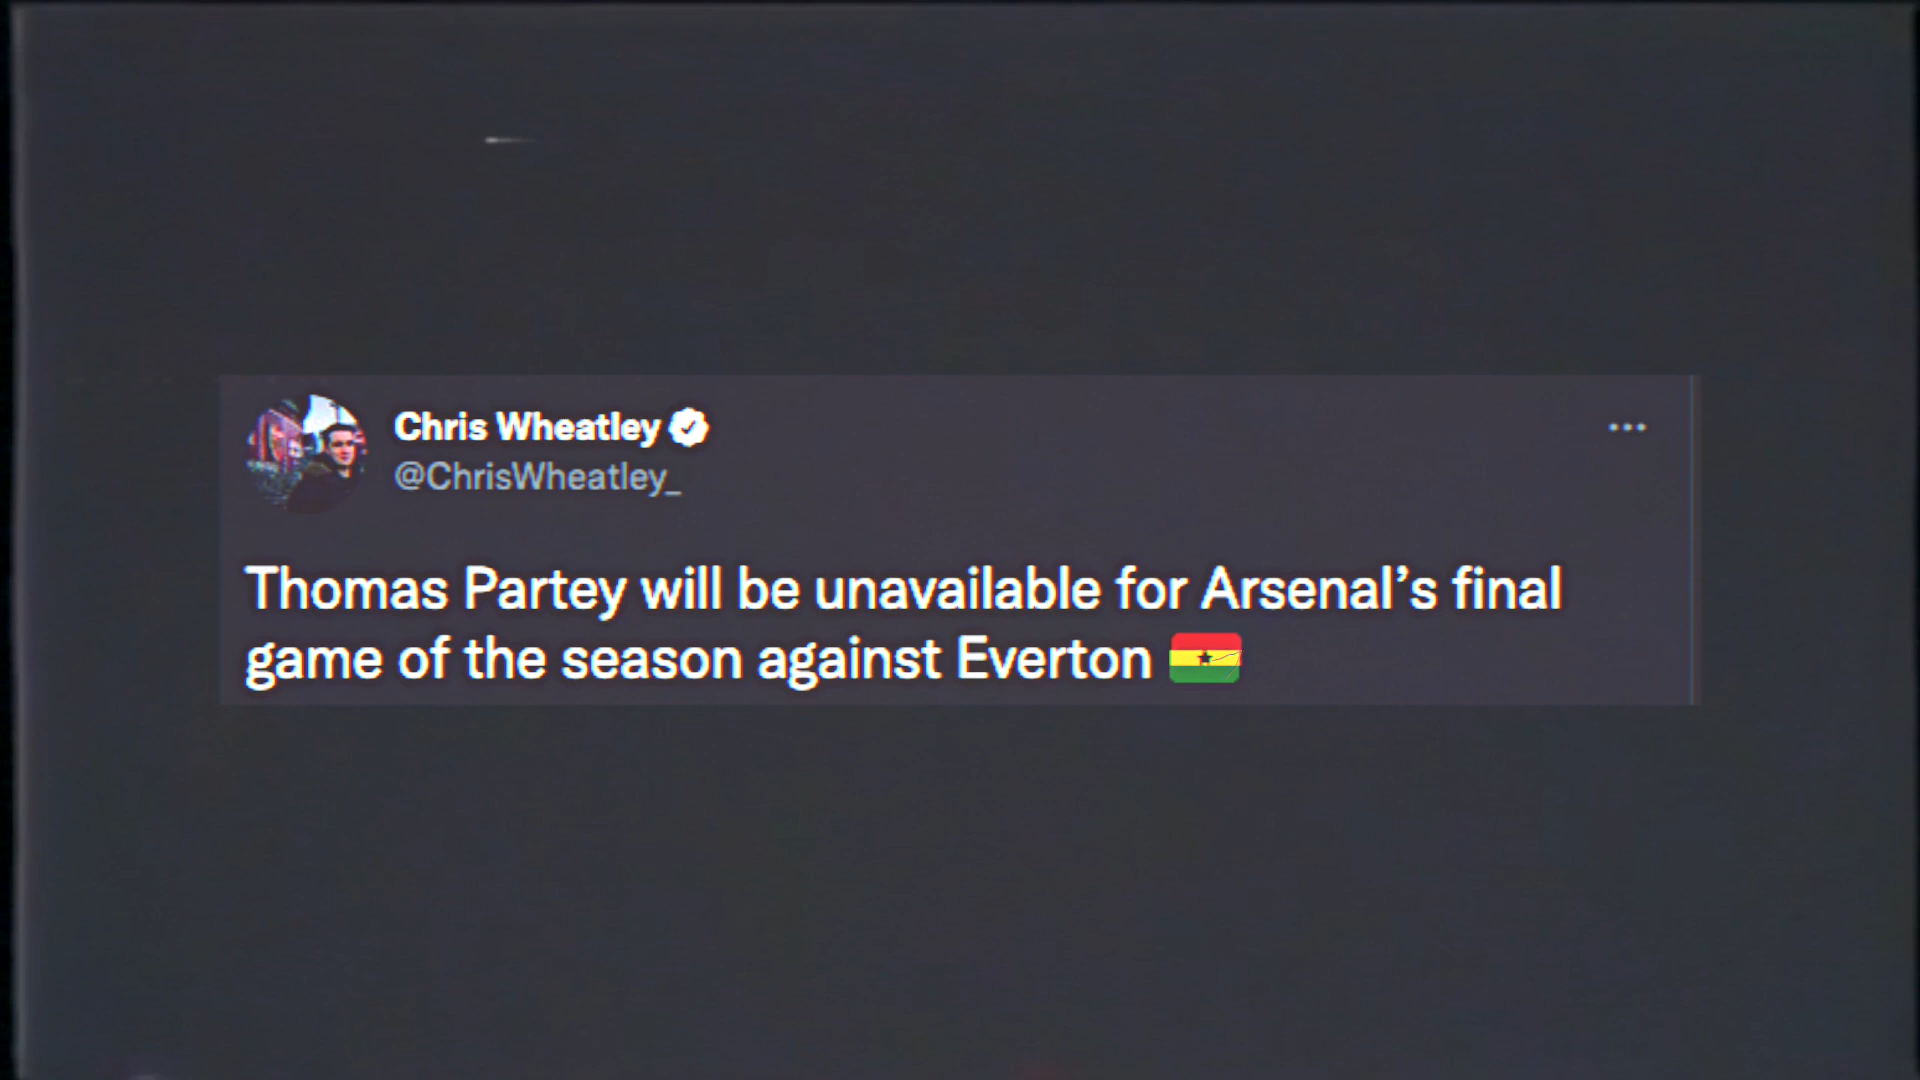 Chris Wheatley
@ChrisWheatley_
Thomas Partey will be unavailable for Arsenal’s final
game of the season against Everton 🇬🇭